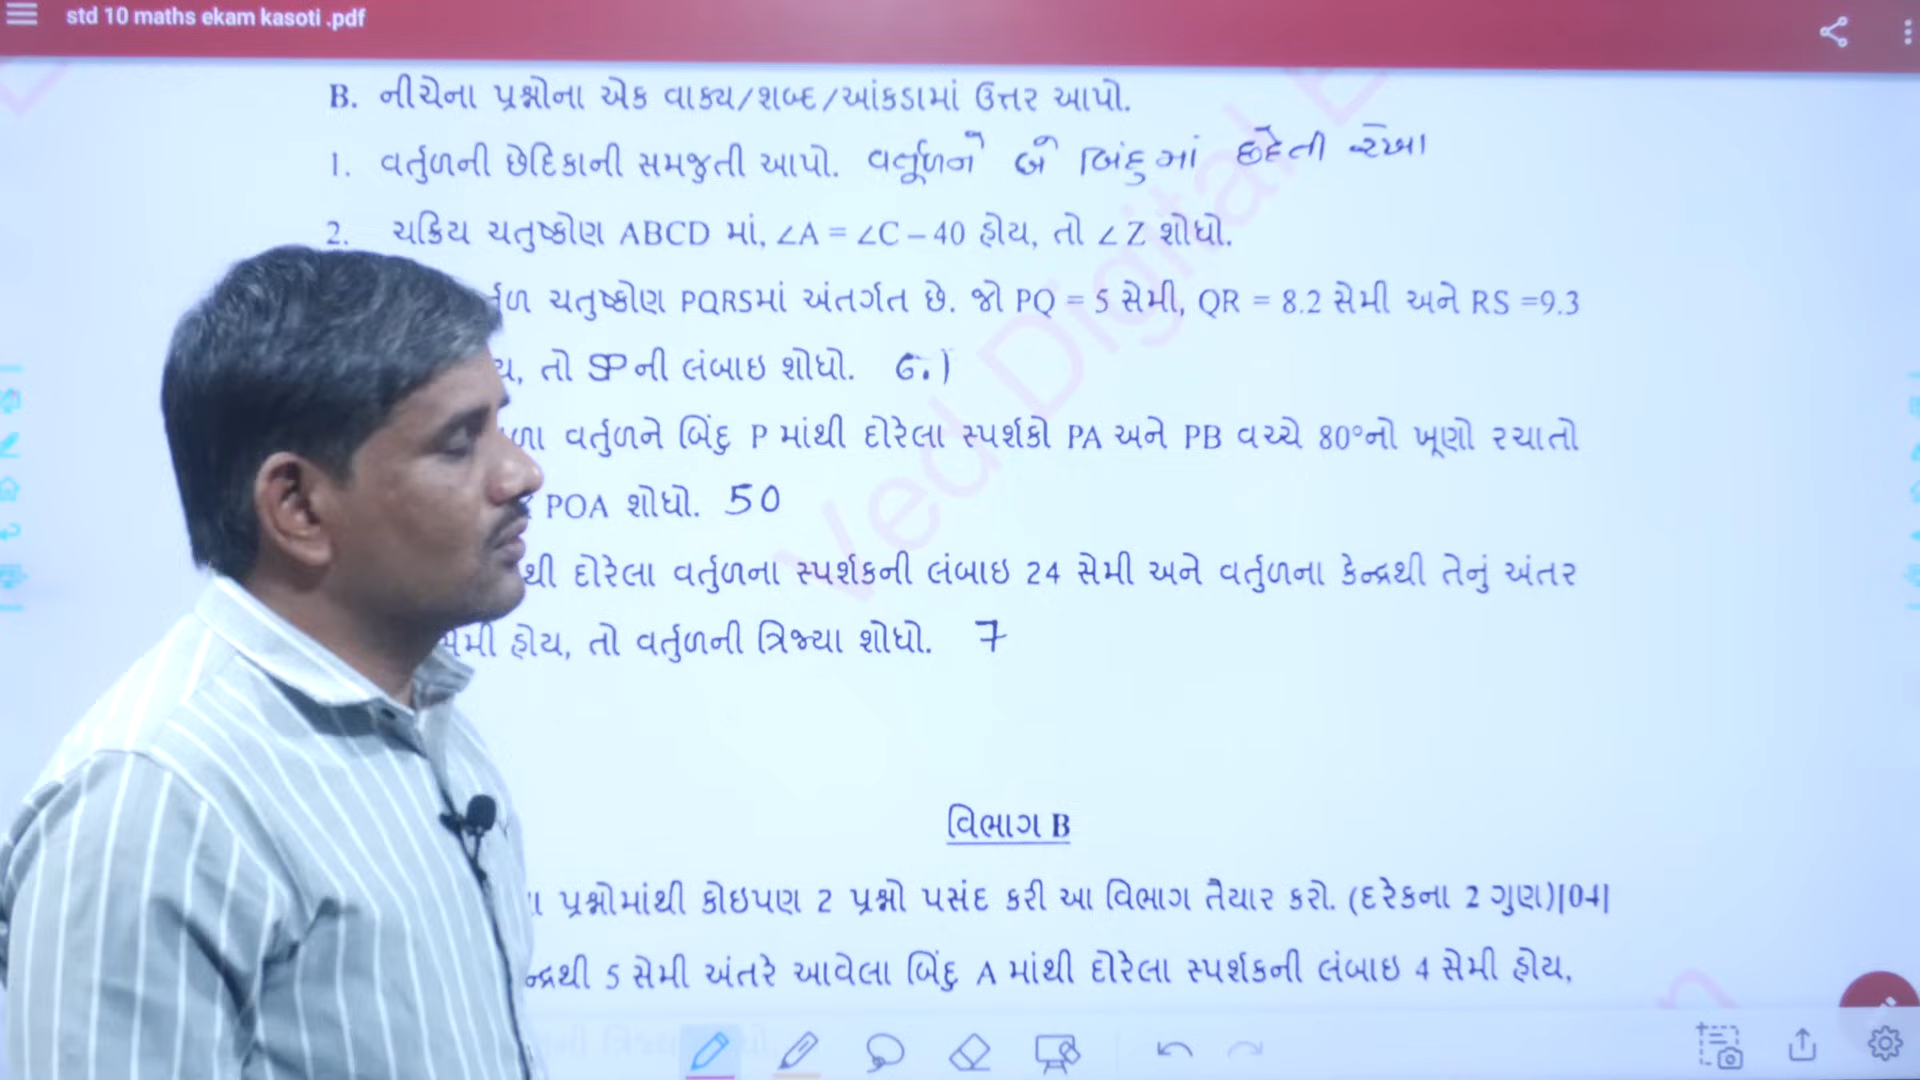 std 10 maths ekam kasoti .pdf
B. નીચેના પ્રશ્નોના એક વાક્ય/શબ્દ/આંકડામાં ઉત્તર આપો.
1. વર્તુળની છેદિકાની સમજુતી આપો. વર્તૂળને બે બિંદુમાં છેદતી રેખા
2. ચક્રિય ચતુષ્કોણ ABCD માં, ∠A = ∠C – 40 હોય, તો ∠Z શોધો.
ચતુષ્કોણ PQRSમાં અંતર્ગત છે. જો PQ = 5 સેમી, QR = 8.2 સેમી અને RS =9.3
તો SPની લંબાઇ શોધો. 6.1
વર્તુળને બિંદુ P માંથી દોરેલા સ્પર્શકો PA અને PB વચ્ચે 80°નો ખૂણો રચાતો
POA શોધો. 50
થી દોરેલા વર્તુળના સ્પર્શકની લંબાઇ 24 સેમી અને વર્તુળના કેન્દ્રથી તેનું અંતર
સેમી હોય, તો વર્તુળની ત્રિજ્યા શોધો. 7
વિભાગ B
પ્રશ્નોમાંથી કોઇપણ 2 પ્રશ્નો પસંદ કરી આ વિભાગ તૈયાર કરો. (દરેકના 2 ગુણ)[04]
ન્દ્રથી 5 સેમી અંતરે આવેલા બિંદુ A માંથી દોરેલા સ્પર્શકની લંબાઇ 4 સેમી હોય,
Ved Digital E